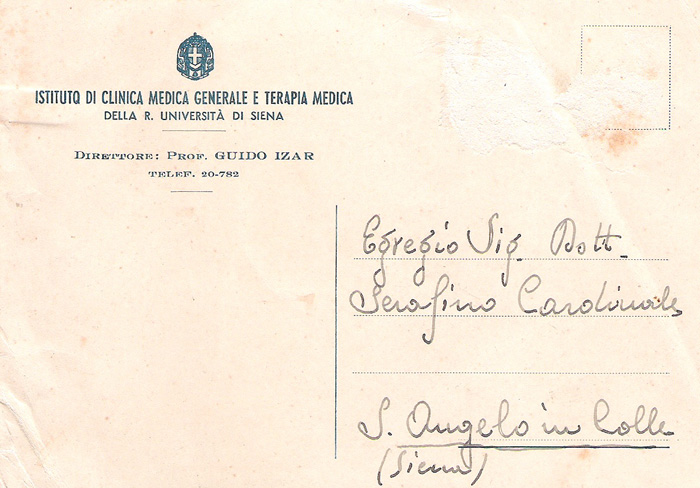 ISTITUTO DI CLINICA MEDICA GENERALE E TERAPIA MEDICA
DELLA R. UNIVERSITÀ DI SIENA
DIRETTORE: PROF. GUIDO IZAR
TELEF. 20-782
Egregio Sig. Dott.
Serafino Cardinale
S. Angelo in Colle
(Siena)